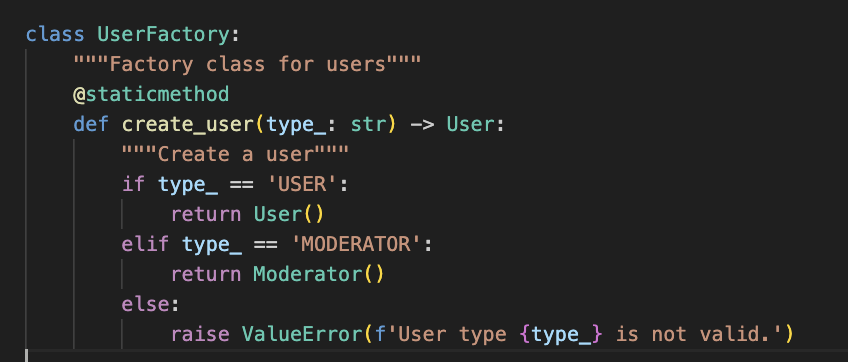 class UserFactory:
    """Factory class for users"""
    @staticmethod
    def create_user(type_: str) -> User:
        """Create a user"""
        if type_ == 'USER':
            return User()
        elif type_ == 'MODERATOR':
            return Moderator()
        else:
            raise ValueError(f'User type {type_} is not valid.')